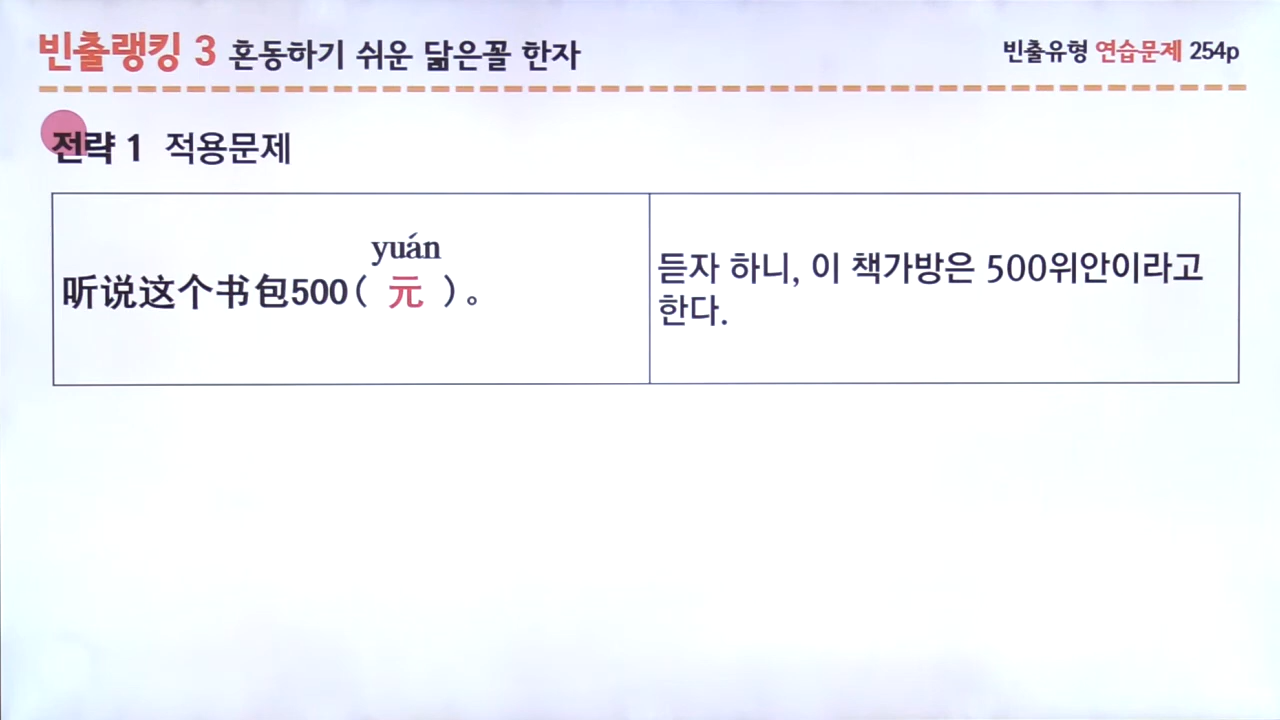 빈출랭킹 3 혼동하기 쉬운 닮은꼴 한자
빈출유형 연습문제 254p
전략 1 적용문제
yuán
听说这个书包500( 元 )。
듣자 하니, 이 책가방은 500위안이라고
한다.